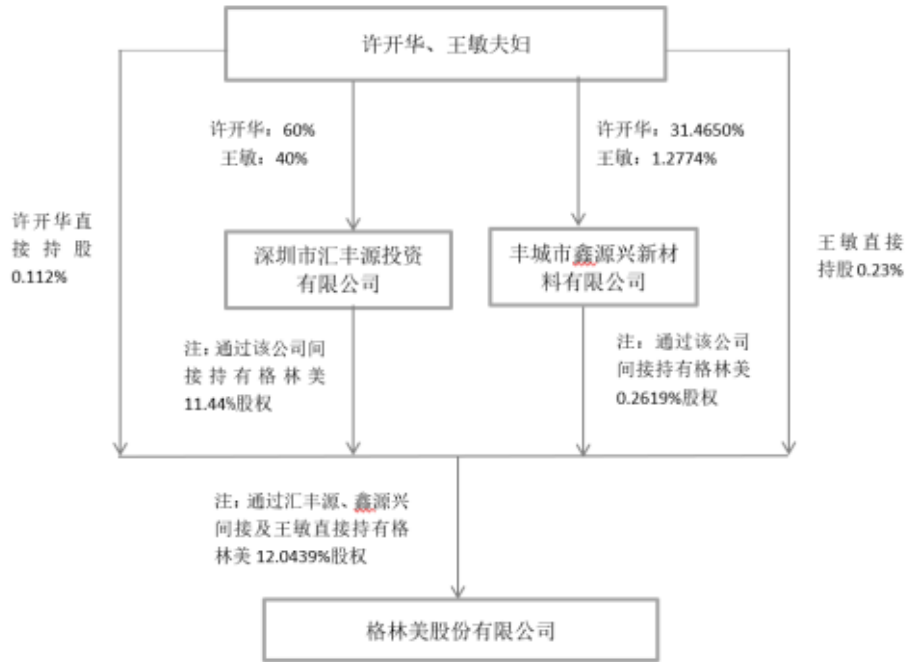 许开华、王敏夫妇
许开华：60%
王敏：40%
许开华：31.4650%
王敏：1.2774%
许开华直
接持股
0.112%
深圳市汇丰源投资
有限公司
丰城市鑫源兴新材
料有限公司
王敏直接
持股0.23%
注：通过该公司间
接持有格林美
11.44%股权
注：通过该公司
间接持有格林美
0.2619%股权
注：通过汇丰源、鑫源兴
间接及王敏直接持有格
林美12.0439%股权
格林美股份有限公司